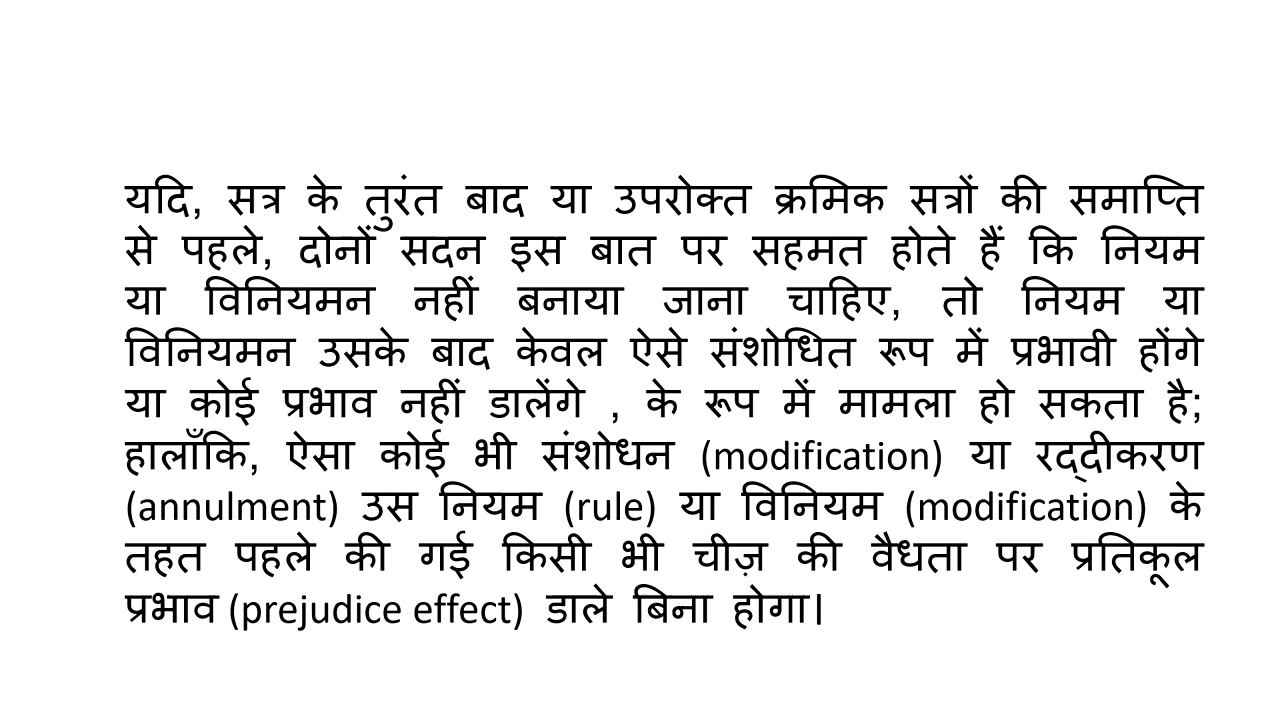 यदि, सत्र के तुरंत बाद या उपरोक्त क्रमिक सत्रों की समाप्ति
से पहले, दोनों सदन इस बात पर सहमत होते हैं कि नियम
या विनियमन नहीं बनाया जाना चाहिए, तो नियम या
विनियमन उसके बाद केवल ऐसे संशोधित रूप में प्रभावी होंगे
या कोई प्रभाव नहीं डालेंगे , के रूप में मामला हो सकता है;
हालाँकि, ऐसा कोई भी संशोधन (modification) या रद्दीकरण
(annulment) उस नियम (rule) या विनियम (modification) के
तहत पहले की गई किसी भी चीज़ की वैधता पर प्रतिकूल
प्रभाव (prejudice effect) डाले बिना होगा।